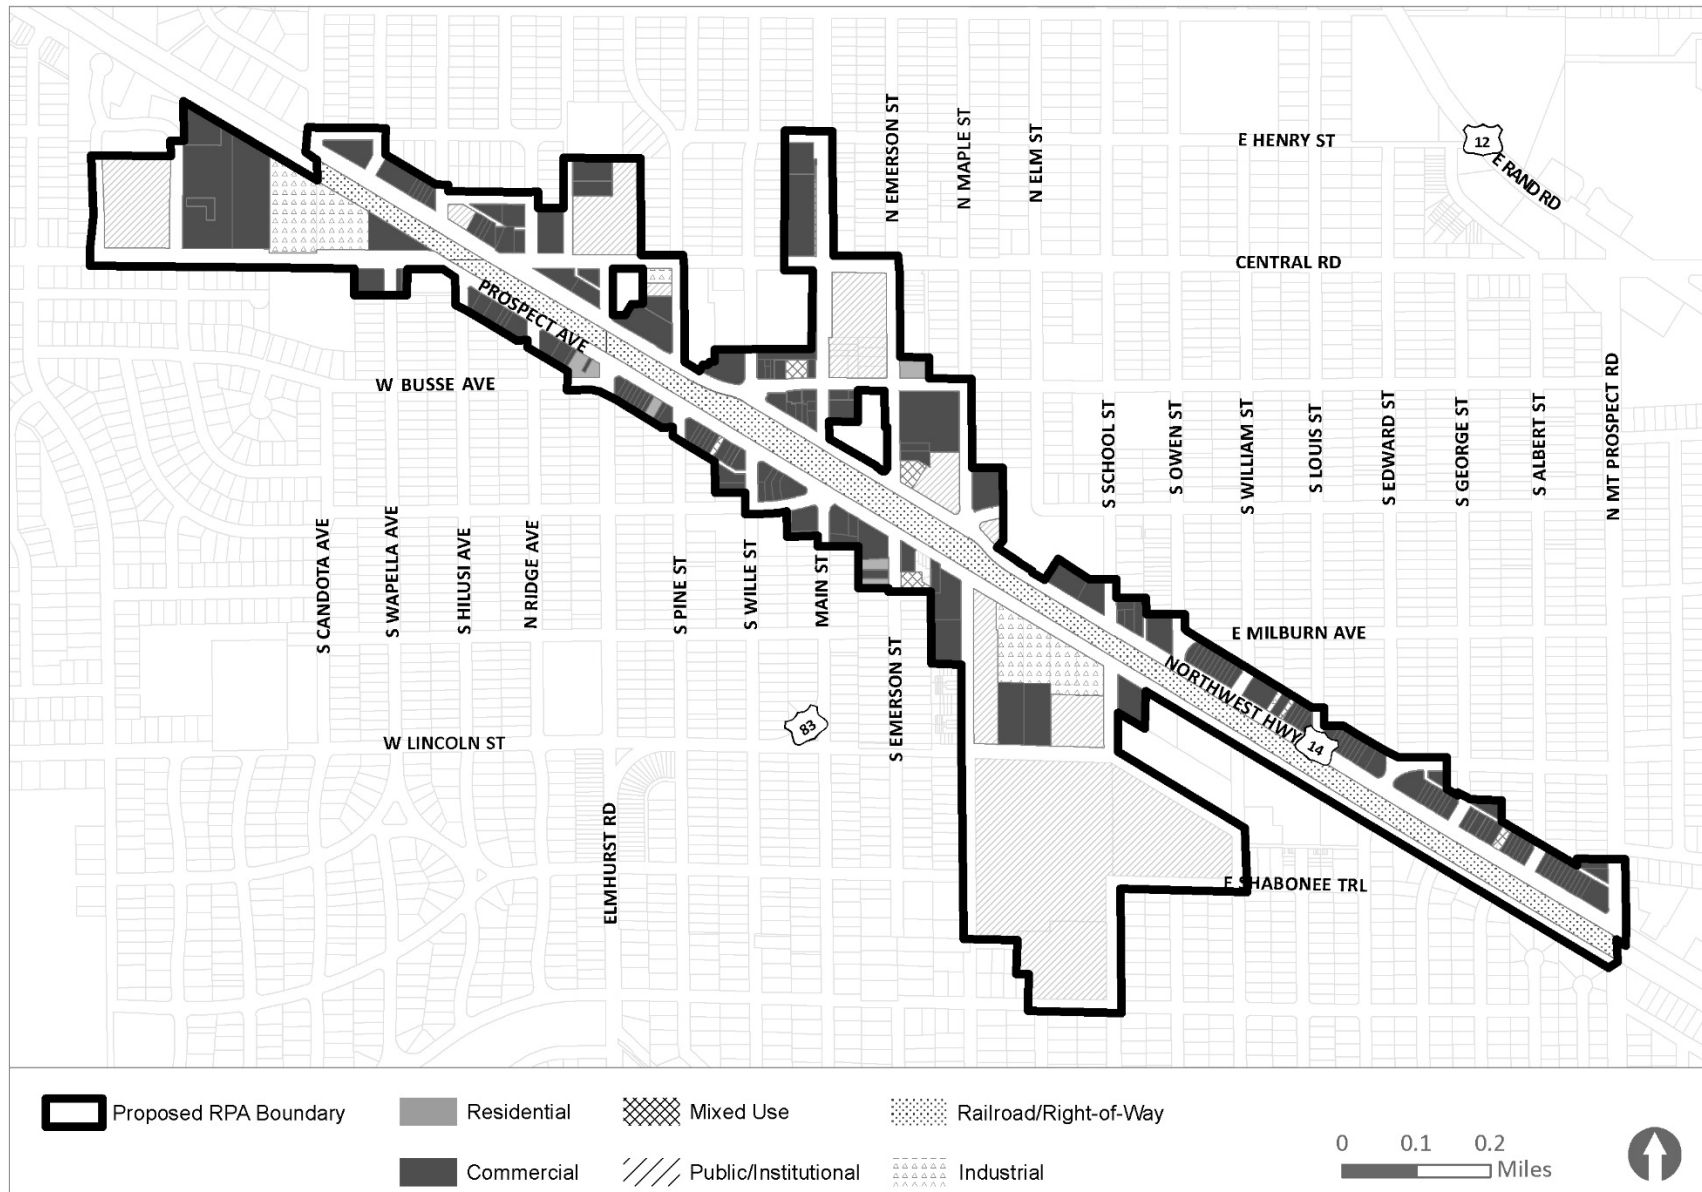 N EMERSON ST
N MAPLE ST
N ELM ST
E HENRY ST
12
E RAND RD
CENTRAL RD
PROSPECT AVE
W BUSSE AVE
S SCHOOL ST
S OWEN ST
S WILLIAM ST
S LOUIS ST
S EDWARD ST
S GEORGE ST
S ALBERT ST
N MT PROSPECT RD
S CANDOTA AVE
S WAPELLA AVE
S HILUSI AVE
N RIDGE AVE
S PINE ST
S WILLE ST
MAIN ST
S EMERSON ST
E MILBURN AVE
NORTHWEST HWY
14
83
W LINCOLN ST
ELMHURST RD
E SHABONEE TRL
Proposed RPA Boundary
Residential
Mixed Use
Railroad/Right-of-Way
Commercial
Public/Institutional
Industrial
0 0.1 0.2
Miles